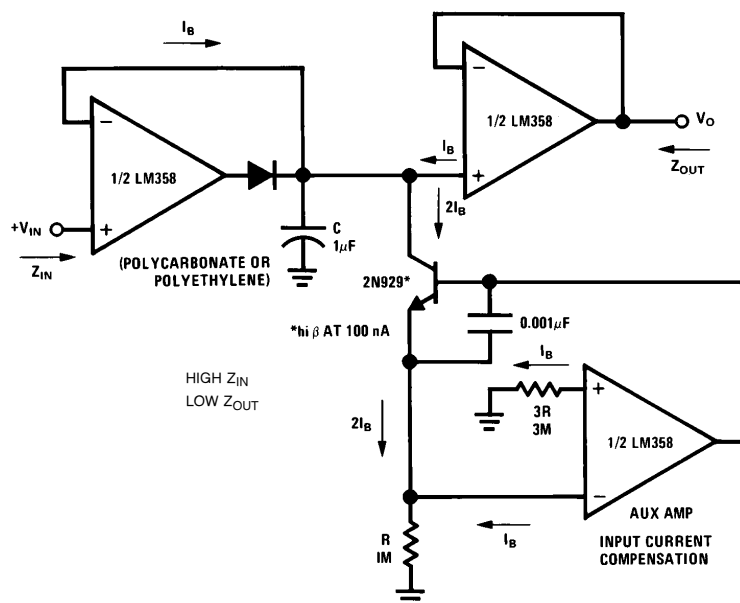 I_B
−
1/2 LM358
+V_IN
+
Z_IN
C
1μF
(POLYCARBONATE OR
POLYETHYLENE)
−
1/2 LM358
+
I_B
V_O
Z_OUT
2I_B
2N929*
*hi β AT 100 nA
0.001μF
HIGH Z_IN
LOW Z_OUT
I_B
3R
3M
+
1/2 LM358
−
2I_B
I_B
R
1M
AUX AMP
INPUT CURRENT
COMPENSATION